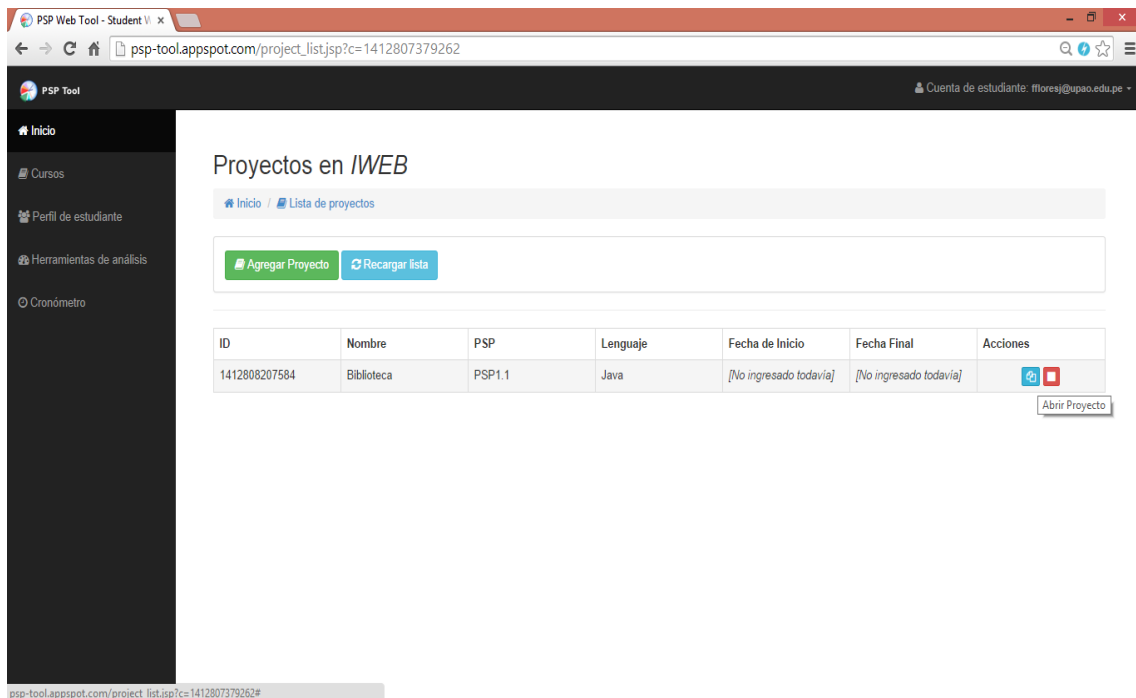 PSP Web Tool - Student W
psp-tool.appspot.com/project_list.jsp?c=1412807379262
PSP Tool
Cuenta de estudiante: ffloresj@upao.edu.pe
Inicio
Cursos
Perfil de estudiante
Herramientas de análisis
Cronómetro
Proyectos en IWEB
Inicio / Lista de proyectos
Agregar Proyecto Recargar lista
ID Nombre PSP Lenguaje Fecha de Inicio Fecha Final Acciones
1412808207584 Biblioteca PSP1.1 Java [No ingresado todavía] [No ingresado todavía]
Abrir Proyecto
psp-tool.appspot.com/project_list.jsp?c=1412807379262#